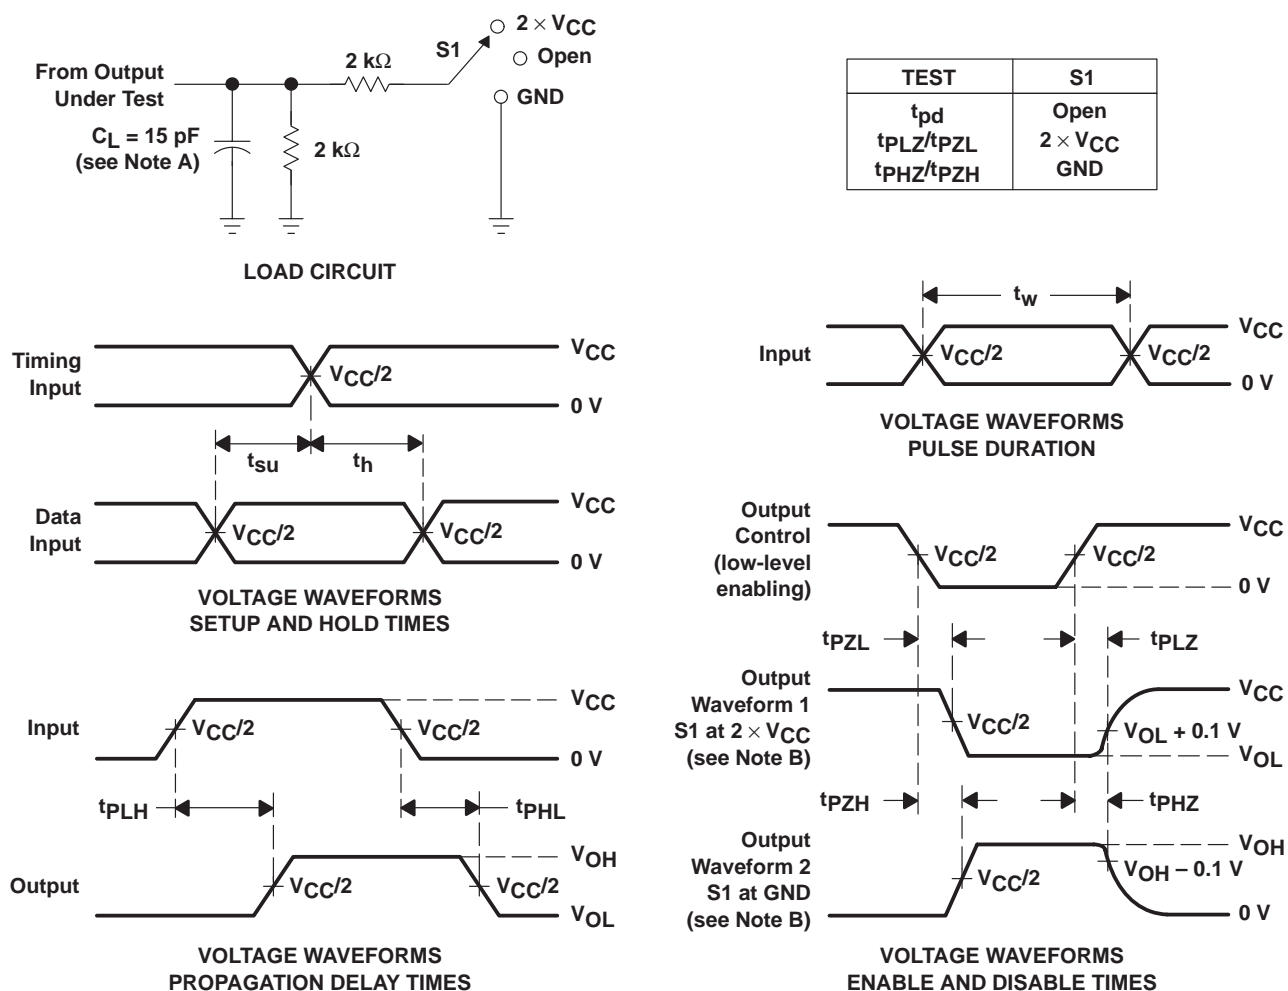 2 × VCC
S1
Open
2 kΩ
From Output
Under Test
GND
CL = 15 pF
(see Note A)
2 kΩ
LOAD CIRCUIT
TEST S1
tpd Open
tPLZ/tPZL 2 × VCC
tPHZ/tPZH GND
tw
Input
VCC
VCC/2
VCC/2
0 V
VOLTAGE WAVEFORMS
PULSE DURATION
Timing
Input
VCC
VCC/2
0 V
tsu
th
Data
Input
VCC
VCC/2
VCC/2
0 V
VOLTAGE WAVEFORMS
SETUP AND HOLD TIMES
Input
VCC
VCC/2
VCC/2
0 V
tPLH
tPHL
Output
VOH
VCC/2
VCC/2
VOL
VOLTAGE WAVEFORMS
PROPAGATION DELAY TIMES
Output
Control
(low-level
enabling)
VCC
VCC/2
VCC/2
0 V
tPZL
tPLZ
Output
Waveform 1
S1 at 2 × VCC
(see Note B)
VCC
VCC/2
VOL + 0.1 V
VOL
tPZH
tPHZ
Output
Waveform 2
S1 at GND
(see Note B)
VOH
VCC/2
VOH − 0.1 V
0 V
VOLTAGE WAVEFORMS
ENABLE AND DISABLE TIMES